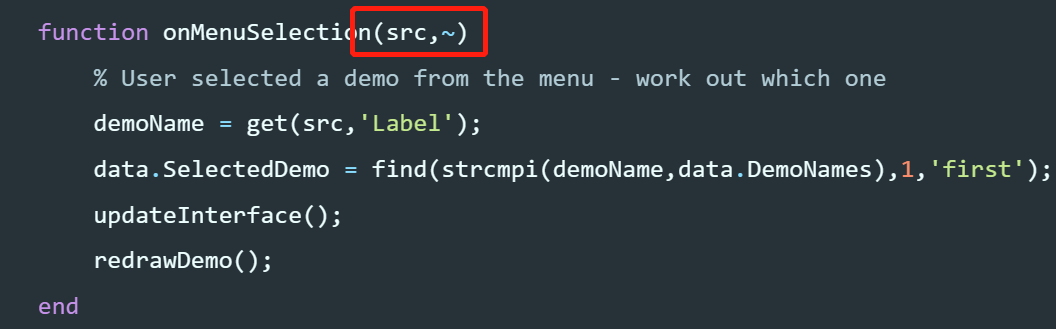 function onMenuSelection(src,~)
% User selected a demo from the menu - work out which one
demoName = get(src,'Label');
data.SelectedDemo = find(strcmpi(demoName,data.DemoNames),1,'first');
updateInterface();
redrawDemo();
end